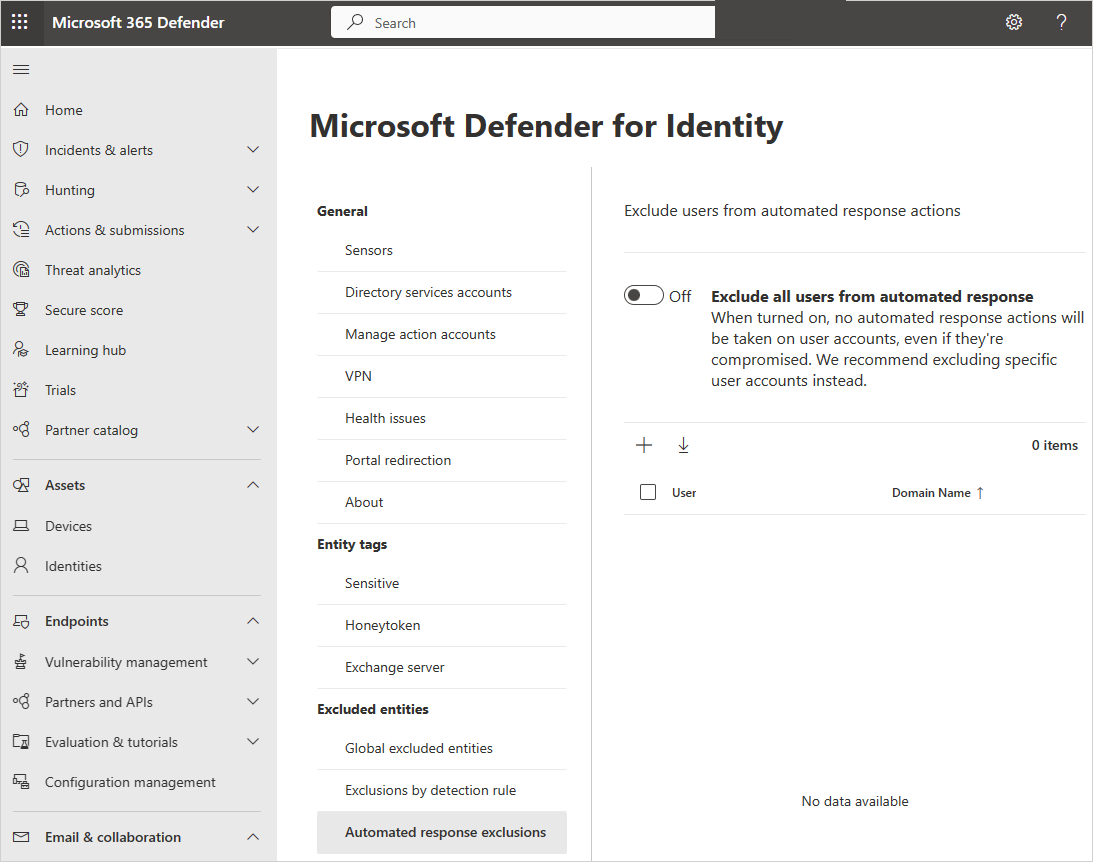 Microsoft 365 Defender
Search
?
Home
Incidents & alerts
Hunting
Actions & submissions
Threat analytics
Secure score
Learning hub
Trials
Partner catalog
Assets
Devices
Identities
Endpoints
Vulnerability management
Partners and APIs
Evaluation & tutorials
Configuration management
Email & collaboration
Microsoft Defender for Identity
General
Sensors
Directory services accounts
Manage action accounts
VPN
Health issues
Portal redirection
About
Entity tags
Sensitive
Honeytoken
Exchange server
Excluded entities
Global excluded entities
Exclusions by detection rule
Automated response exclusions
Exclude users from automated response actions
Off
Exclude all users from automated response
When turned on, no automated response actions will
be taken on user accounts, even if they're
compromised. We recommend excluding specific
user accounts instead.
0 items
User Domain Name ↑
No data available